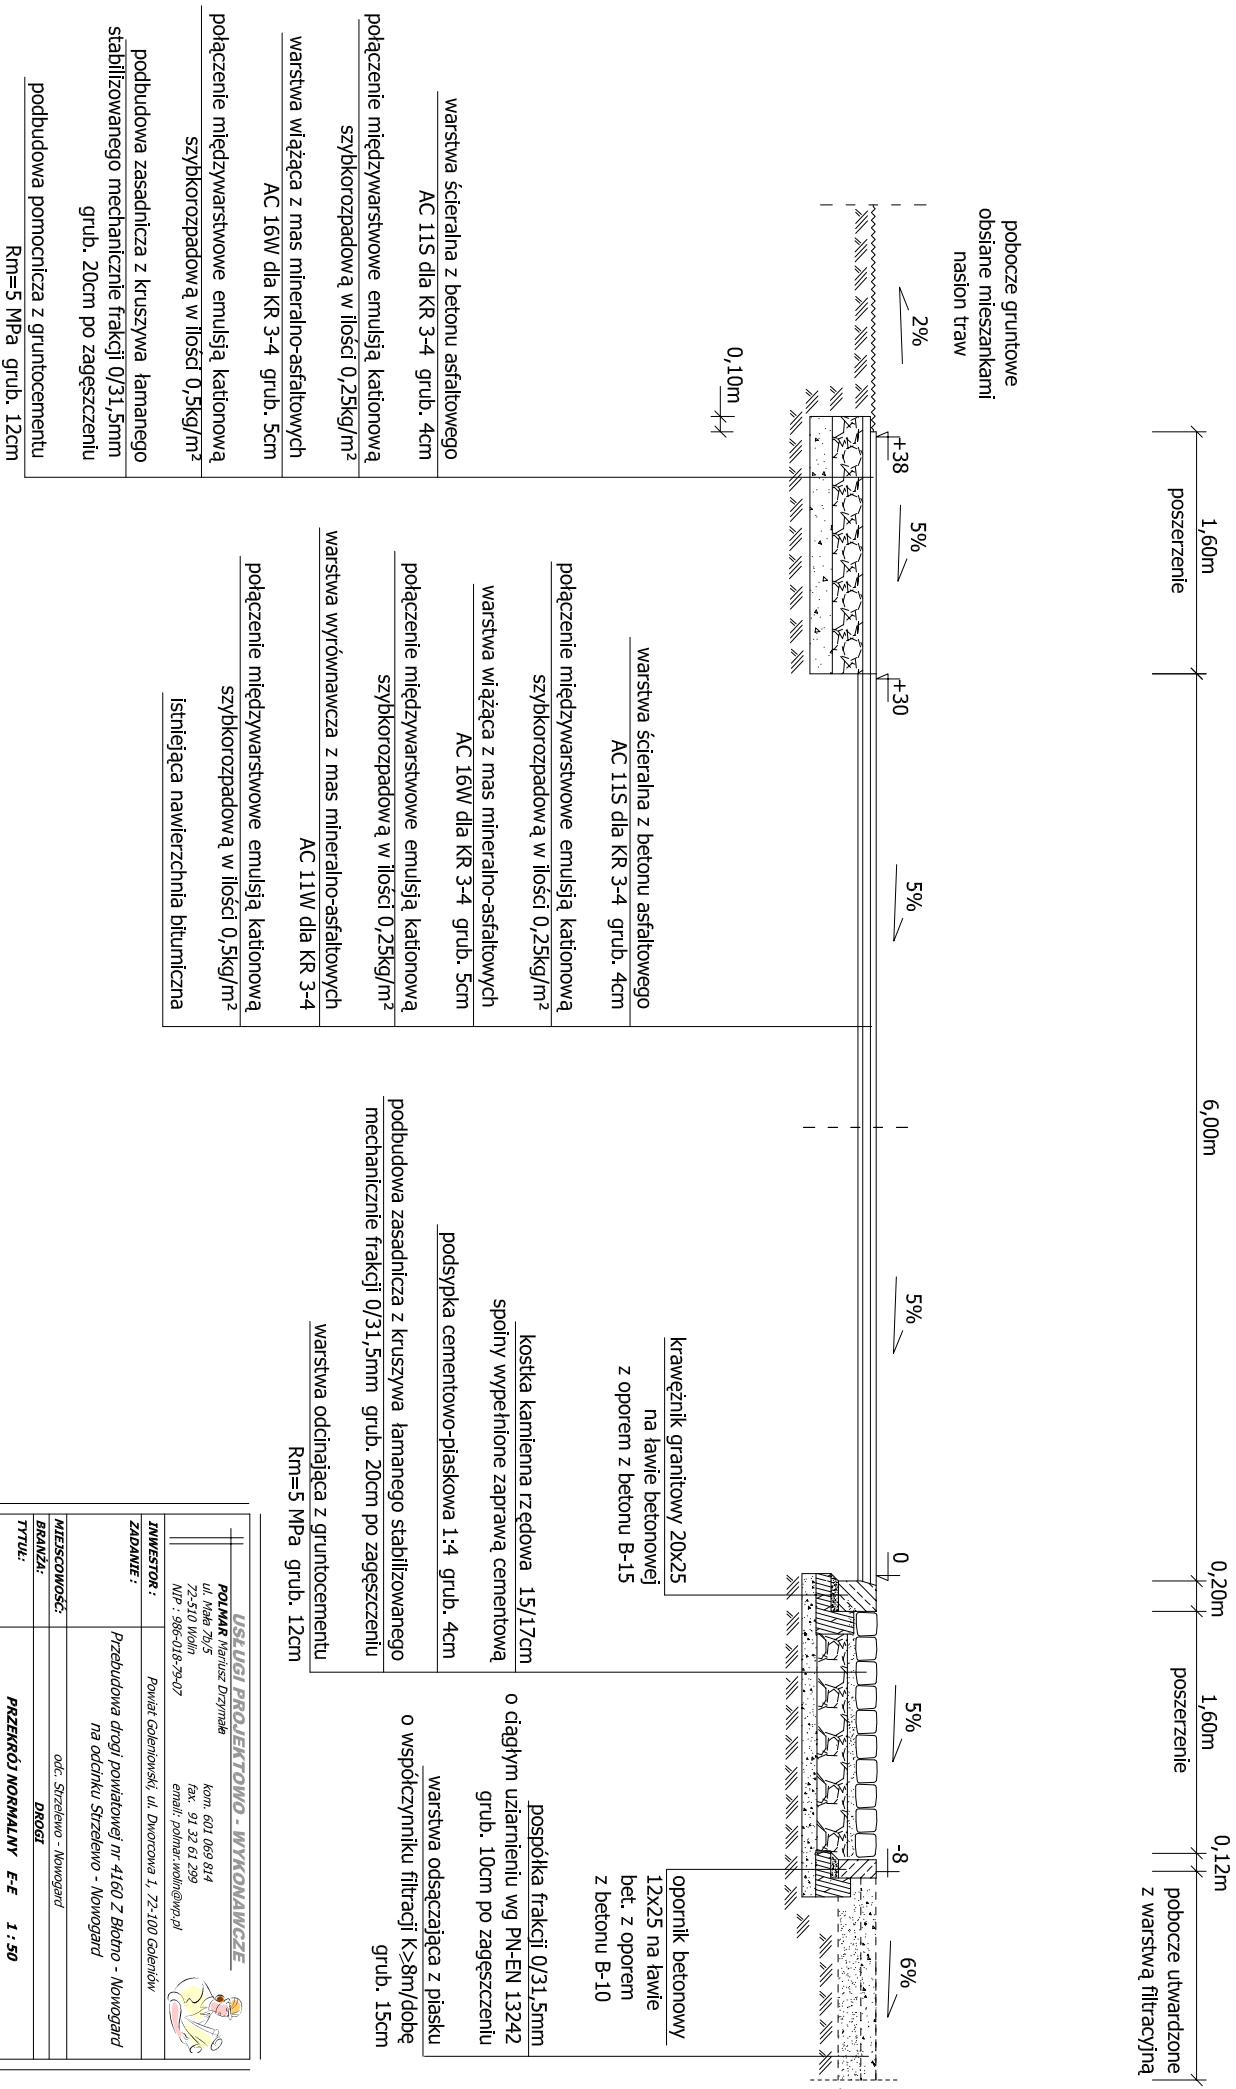 1,60m
poszerzenie
6,00m
0,20m
1,60m
poszerzenie
0,12m
pobocze utwardzone
z warstwą filtracyjną
pobocze gruntowe
obsiane mieszankami
nasion traw
2%
+38
5%
+30
5%
5%
0
5%
-8
6%
0,10m
warstwa ścieralna z betonu asfaltowego
AC 11S dla KR 3-4 grub. 4cm
połączenie międzywarstwowe emulsją kationową
szybkorozpadową w ilości 0,25kg/m²
warstwa wiążąca z mas mineralno-asfaltowych
AC 16W dla KR 3-4 grub. 5cm
połączenie międzywarstwowe emulsją kationową
szybkorozpadową w ilości 0,5kg/m²
podbudowa zasadnicza z kruszywa łamanego
stabilizowanego mechanicznie frakcji 0/31,5mm
grub. 20cm po zagęszczeniu
podbudowa pomocnicza z gruntocementu
Rm=5 MPa grub. 12cm
warstwa ścieralna z betonu asfaltowego
AC 11S dla KR 3-4 grub. 4cm
połączenie międzywarstwowe emulsją kationową
szybkorozpadową w ilości 0,25kg/m²
warstwa wiążąca z mas mineralno-asfaltowych
AC 16W dla KR 3-4 grub. 5cm
połączenie międzywarstwowe emulsją kationową
szybkorozpadową w ilości 0,25kg/m²
warstwa wyrównawcza z mas mineralno-asfaltowych
AC 11W dla KR 3-4
połączenie międzywarstwowe emulsją kationową
szybkorozpadową w ilości 0,5kg/m²
istniejąca nawierzchnia bitumiczna
krawężnik granitowy 20x25
na ławie betonowej
z oporem z betonu B-15
kostka kamienna rzędowa 15/17cm
spoiny wypełnione zaprawą cementową
podsypka cementowo-piaskowa 1:4 grub. 4cm
podbudowa zasadnicza z kruszywa łamanego stabilizowanego
mechanicznie frakcji 0/31,5mm grub. 20cm po zagęszczeniu
warstwa odcinająca z gruntocementu
Rm=5 MPa grub. 12cm
opornik betonowy
12x25 na ławie
bet. z oporem
z betonu B-10
pospółka frakcji 0/31,5mm
o ciągłym uziarnieniu wg PN-EN 13242
grub. 10cm po zagęszczeniu
warstwa odsączająca z piasku
o współczynniku filtracji K≥8m/dobę
grub. 15cm
USŁUGI PROJEKTOWO - WYKONAWCZE
POLMAR Mariusz Drzymała
ul. Mała 7b/5
72-510 Wolin
NIP : 986-018-79-07
kom. 601 069 814
fax. 91 32 61 299
email: polmar.wolin@wp.pl
INWESTOR: Powiat Goleniowski, ul. Dworcowa 1, 72-100 Goleniów
ZADANIE: Przebudowa drogi powiatowej nr 4160 Z Błotno - Nowogard
na odcinku Strzelewo - Nowogard
MIEJSCOWOŚĆ: odc. Strzelewo - Nowogard
BRANŻA: DROGI
TYTUŁ: PRZEKRÓJ NORMALNY E-E 1 : 50